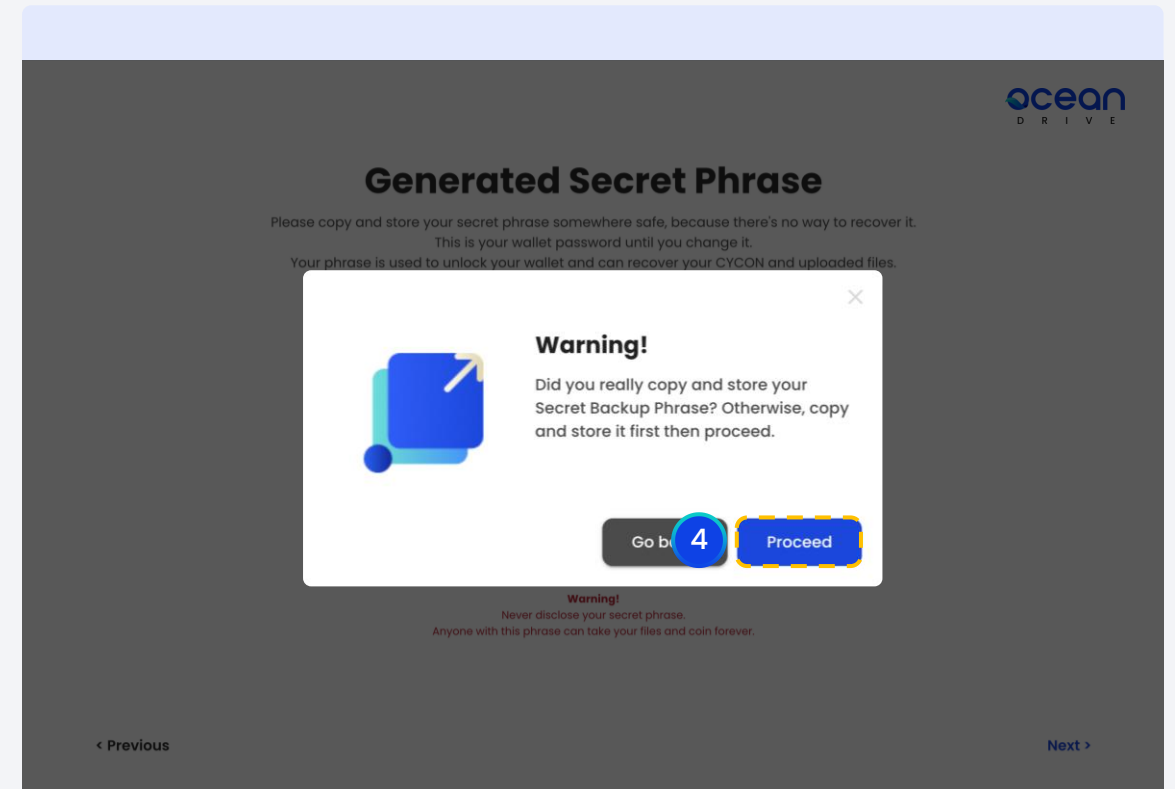 ocean
DRIVE
Generated Secret Phrase
Please copy and store your secret phrase somewhere safe, because there's no way to recover it.
This is your wallet password until you change it.
Your phrase is used to unlock your wallet and can recover your CYCON and uploaded files.
Warning!
Did you really copy and store your
Secret Backup Phrase? Otherwise, copy
and store it first then proceed.
Go 4 Proceed
Warning!
Never disclose your secret phrase.
Anyone with this phrase can take your files and coin forever.
< Previous Next >